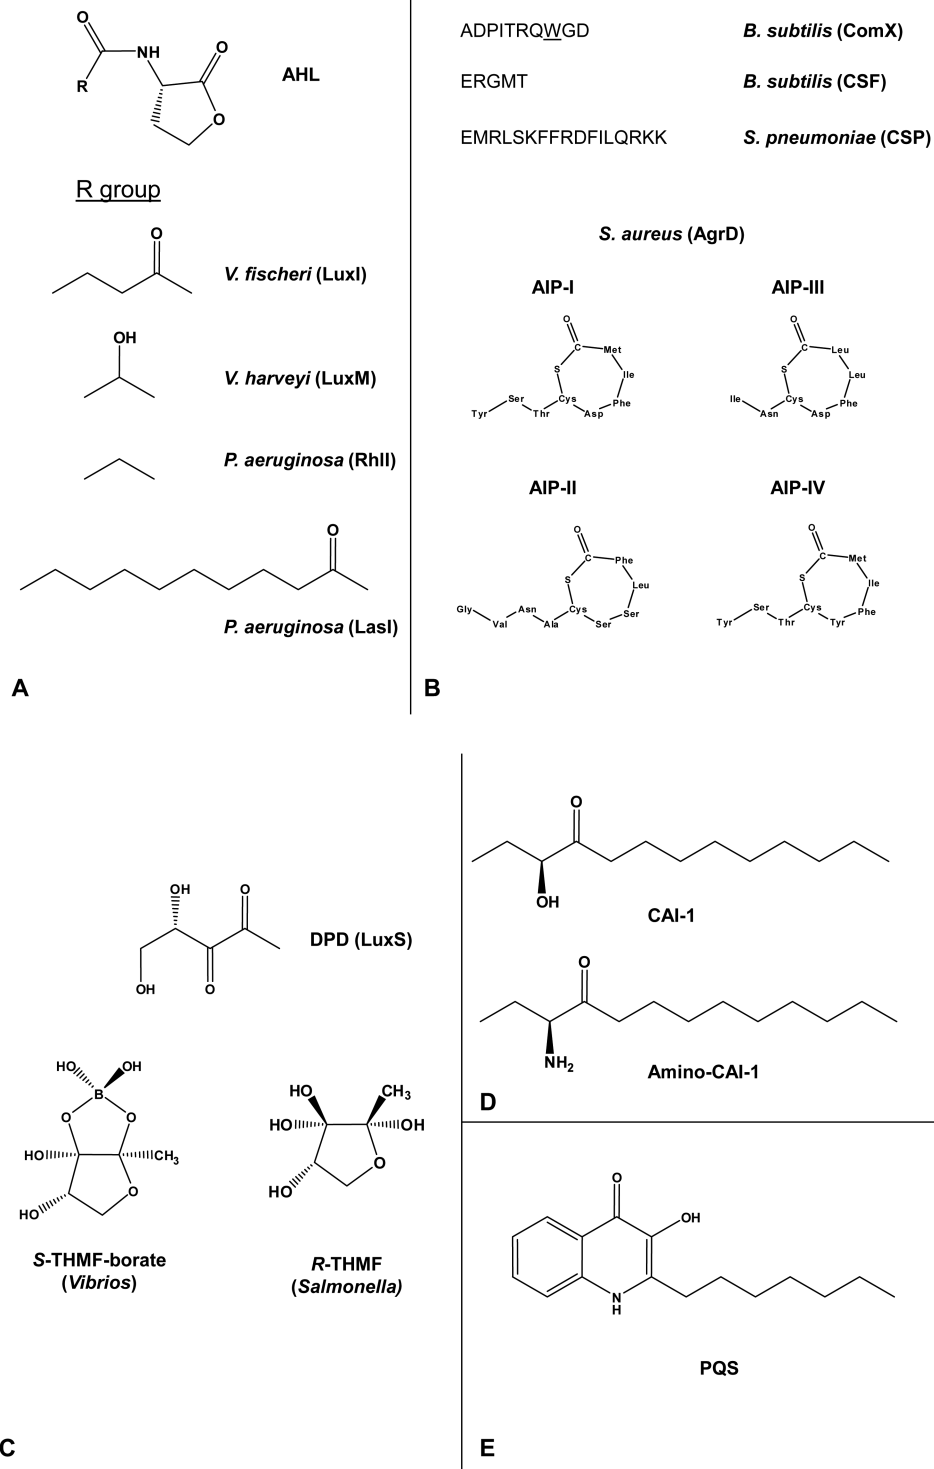 O
NH
O
R
O
AHL
R group
O
V. fischeri (LuxI)
OH
V. harveyi (LuxM)
P. aeruginosa (RhlI)
O
P. aeruginosa (LasI)
A
ADPITRQWGD B. subtilis (ComX)
ERGMT B. subtilis (CSF)
EMRLSKFFRDFILQRKK S. pneumoniae (CSP)
S. aureus (AgrD)
AIP-I
O
C Met
S Ile
Tyr Ser Thr Cys Asp Phe
AIP-III
O
C Leu
S Leu
Ile Asn Cys Asp Phe
AIP-II
O
C Phe
S Leu
Gly Val Asn Ala Cys Ser Ser
AIP-IV
O
C Met
S Ile
Tyr Ser Thr Cys Tyr Phe
B
OH O
OH O
DPD (LuxS)
HO OH
B
O O
HO CH3
O
HO
S-THMF-borate
(Vibrios)
HO CH3
HO OH
O
HO
R-THMF
(Salmonella)
C
O
OH
CAI-1
O
NH2
Amino-CAI-1
D
O
OH
N
H
PQS
E